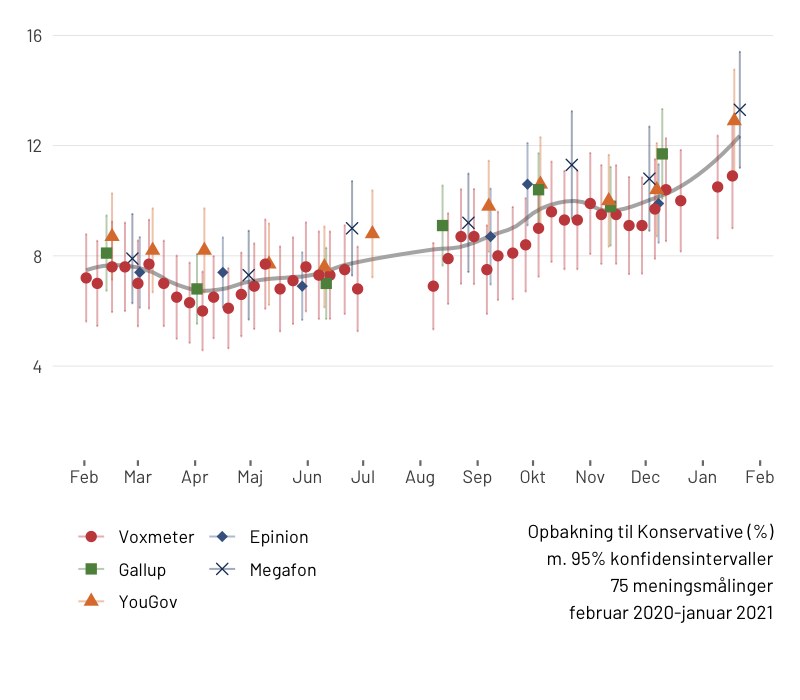 16
12
8
4
Feb Mar Apr Maj Jun Jul Aug Sep Okt Nov Dec Jan Feb
Voxmeter Epinion
Gallup Megafon
YouGov
Opbakning til Konservative (%)
m. 95% konfidensintervaller
75 meningsmålinger
februar 2020-januar 2021